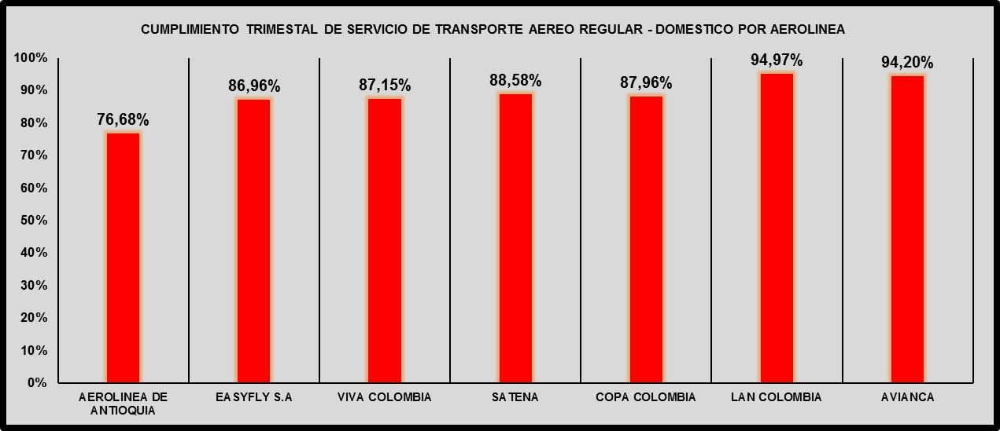 CUMPLIMIENTO TRIMESTAL DE SERVICIO DE TRANSPORTE AEREO REGULAR - DOMESTICO POR AEROLINEA
100%
90%
80%
70%
60%
50%
40%
30%
20%
10%
0%
76,68%
86,96%
87,15%
88,58%
87,96%
94,97%
94,20%
AEROLINEA DE
ANTIOQUIA
EASYFLY S.A
VIVA COLOMBIA
SATENA
COPA COLOMBIA
LAN COLOMBIA
AVIANCA